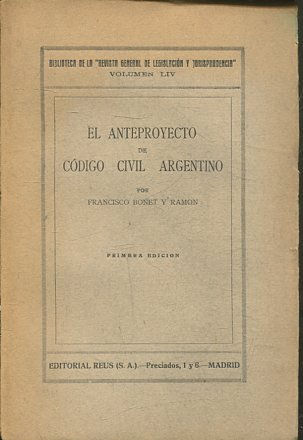 BIBLIOTECA DE LA "REVISTA GENERAL DE LEGISLACIÓN Y JURISPRUDENCIA"
VOLUMEN LIV
EL ANTEPROYECTO
DE
CÓDIGO CIVIL ARGENTINO
POR
FRANCISCO BONET Y RAMON
PRIMERA EDICION
EDITORIAL REUS (S. A.)—Preciados, 1 y 6.—MADRID